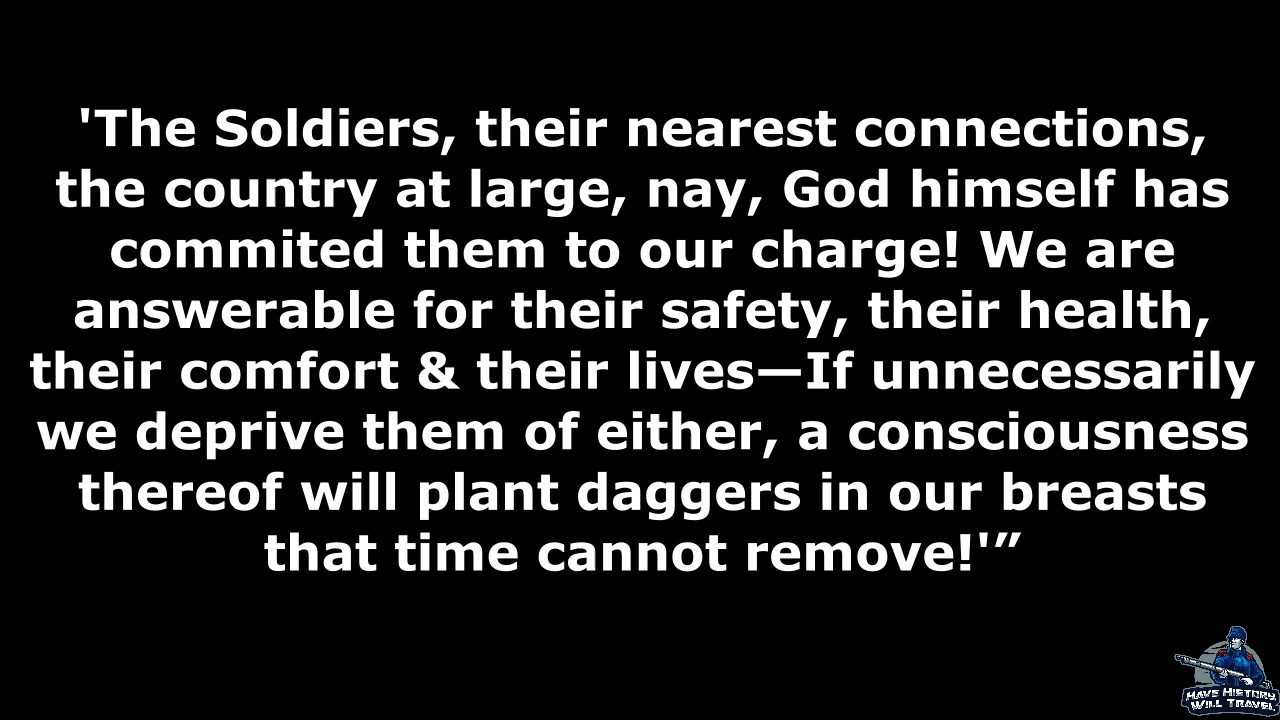 'The Soldiers, their nearest connections,
the country at large, nay, God himself has
commited them to our charge! We are
answerable for their safety, their health,
their comfort & their lives—If unnecessarily
we deprive them of either, a consciousness
thereof will plant daggers in our breasts
that time cannot remove!'”
HAVE HISTORY
WILL TRAVEL